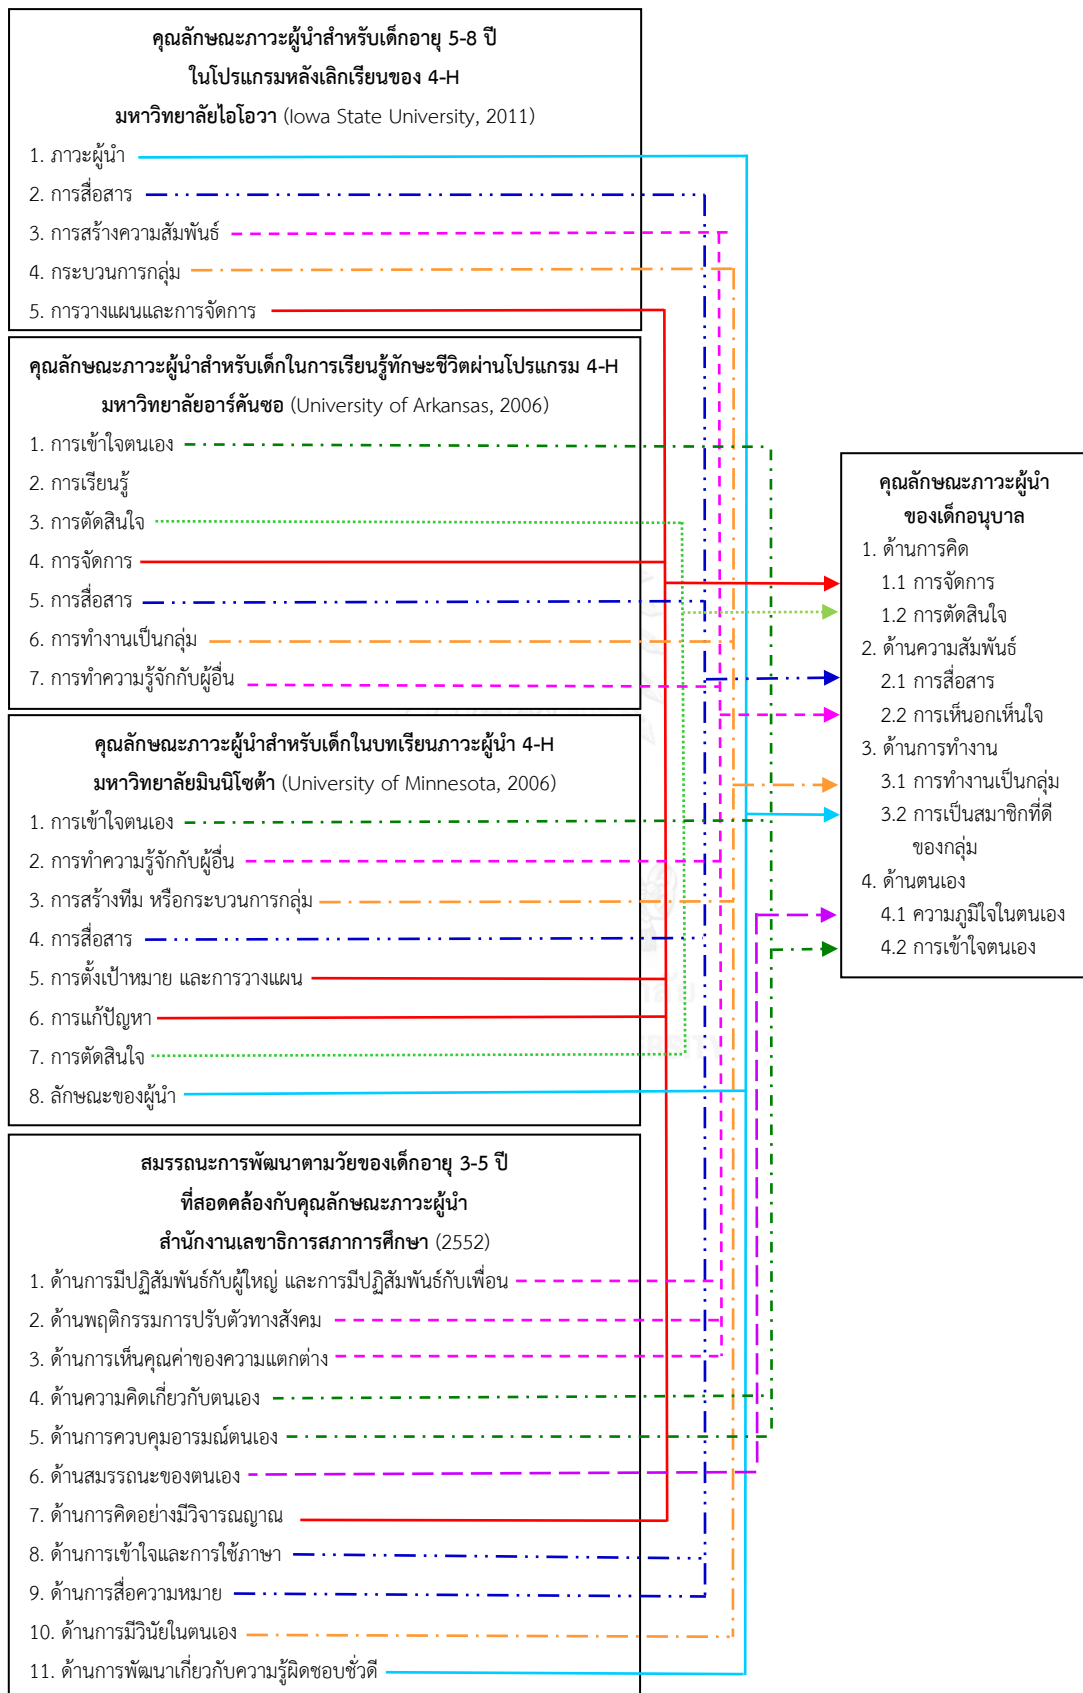 คุณลักษณะภาวะผู้นำสำหรับเด็กอายุ 5-8 ปี
ในโปรแกรมหลังเลิกเรียนของ 4-H
มหาวิทยาลัยไอโอวา (Iowa State University, 2011)
1. ภาวะผู้นำ
2. การสื่อสาร
3. การสร้างความสัมพันธ์
4. กระบวนการกลุ่ม
5. การวางแผนและการจัดการ
คุณลักษณะภาวะผู้นำสำหรับเด็กในการเรียนรู้ทักษะชีวิตผ่านโปรแกรม 4-H
มหาวิทยาลัยอาร์คันซอ (University of Arkansas, 2006)
1. การเข้าใจตนเอง
2. การเรียนรู้
3. การตัดสินใจ
4. การจัดการ
5. การสื่อสาร
6. การทำงานเป็นกลุ่ม
7. การทำความรู้จักกับผู้อื่น
คุณลักษณะภาวะผู้นำสำหรับเด็กในบทเรียนภาวะผู้นำ 4-H
มหาวิทยาลัยมินนิโซต้า (University of Minnesota, 2006)
1. การเข้าใจตนเอง
2. การทำความรู้จักกับผู้อื่น
3. การสร้างทีม หรือกระบวนการกลุ่ม
4. การสื่อสาร
5. การตั้งเป้าหมาย และการวางแผน
6. การแก้ปัญหา
7. การตัดสินใจ
8. ลักษณะของผู้นำ
สมรรถนะการพัฒนาตามวัยของเด็กอายุ 3-5 ปี
ที่สอดคล้องกับคุณลักษณะภาวะผู้นำ
สำนักงานเลขาธิการสภาการศึกษา (2552)
1. ด้านการมีปฏิสัมพันธ์กับผู้ใหญ่ และการมีปฏิสัมพันธ์กับเพื่อน
2. ด้านพฤติกรรมการปรับตัวทางสังคม
3. ด้านการเห็นคุณค่าของความแตกต่าง
4. ด้านความคิดเกี่ยวกับตนเอง
5. ด้านการควบคุมอารมณ์ตนเอง
6. ด้านสมรรถนะของตนเอง
7. ด้านการคิดอย่างมีวิจารณญาณ
8. ด้านการเข้าใจและการใช้ภาษา
9. ด้านการสื่อความหมาย
10. ด้านการมีวินัยในตนเอง
11. ด้านการพัฒนาเกี่ยวกับความรู้ผิดชอบชั่วดี
คุณลักษณะภาวะผู้นำ
ของเด็กอนุบาล
1. ด้านการคิด
1.1 การจัดการ
1.2 การตัดสินใจ
2. ด้านความสัมพันธ์
2.1 การสื่อสาร
2.2 การเห็นอกเห็นใจ
3. ด้านการทำงาน
3.1 การทำงานเป็นกลุ่ม
3.2 การเป็นสมาชิกที่ดี
ของกลุ่ม
4. ด้านตนเอง
4.1 ความภูมิใจในตนเอง
4.2 การเข้าใจตนเอง